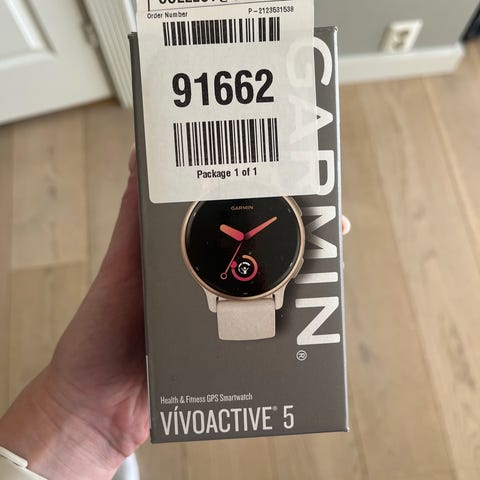 Order Number
P-2123531538
91662
Package 1 of 1
GARMIN®
GARMIN
Health & Fitness GPS Smartwatch
VÍVOACTIVE® 5